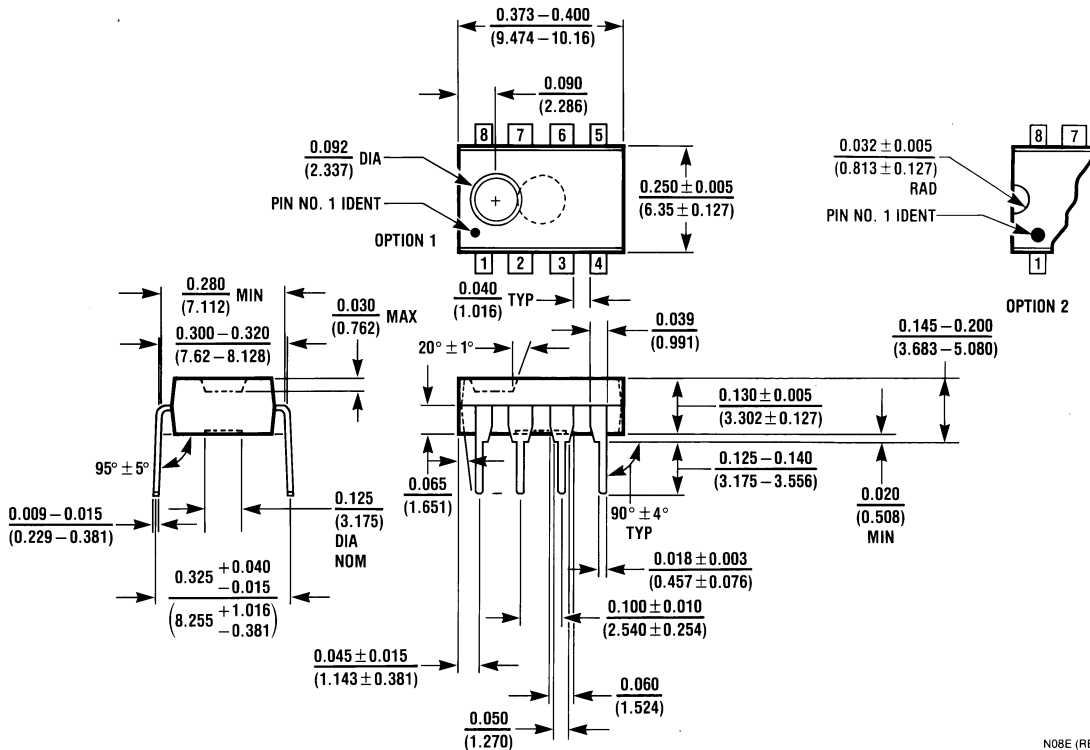 0.373 – 0.400
(9.474 – 10.16)
0.090
(2.286)
8 7 6 5
0.092 DIA
(2.337)
+
PIN NO. 1 IDENT
OPTION 1
1 2 3 4
0.250 ± 0.005
(6.35 ± 0.127)
8 7
0.032 ± 0.005
(0.813 ± 0.127)
RAD
PIN NO. 1 IDENT
1
OPTION 2
0.280 MIN
(7.112)
0.030 MAX
(0.762)
0.300 – 0.320
(7.62 – 8.128)
0.040 TYP
(1.016)
0.039
(0.991)
0.145 – 0.200
(3.683 – 5.080)
20° ± 1°
0.130 ± 0.005
(3.302 ± 0.127)
95° ± 5°
0.065
(1.651)
0.125 – 0.140
(3.175 – 3.556)
0.020
(0.508)
MIN
0.009 – 0.015
(0.229 – 0.381)
0.125
(3.175)
DIA
NOM
90° ± 4°
TYP
0.018 ± 0.003
(0.457 ± 0.076)
0.325 +0.040
−0.015
(8.255 +1.016
−0.381)
0.100 ± 0.010
(2.540 ± 0.254)
0.045 ± 0.015
(1.143 ± 0.381)
0.060
(1.524)
0.050
(1.270)
N08E